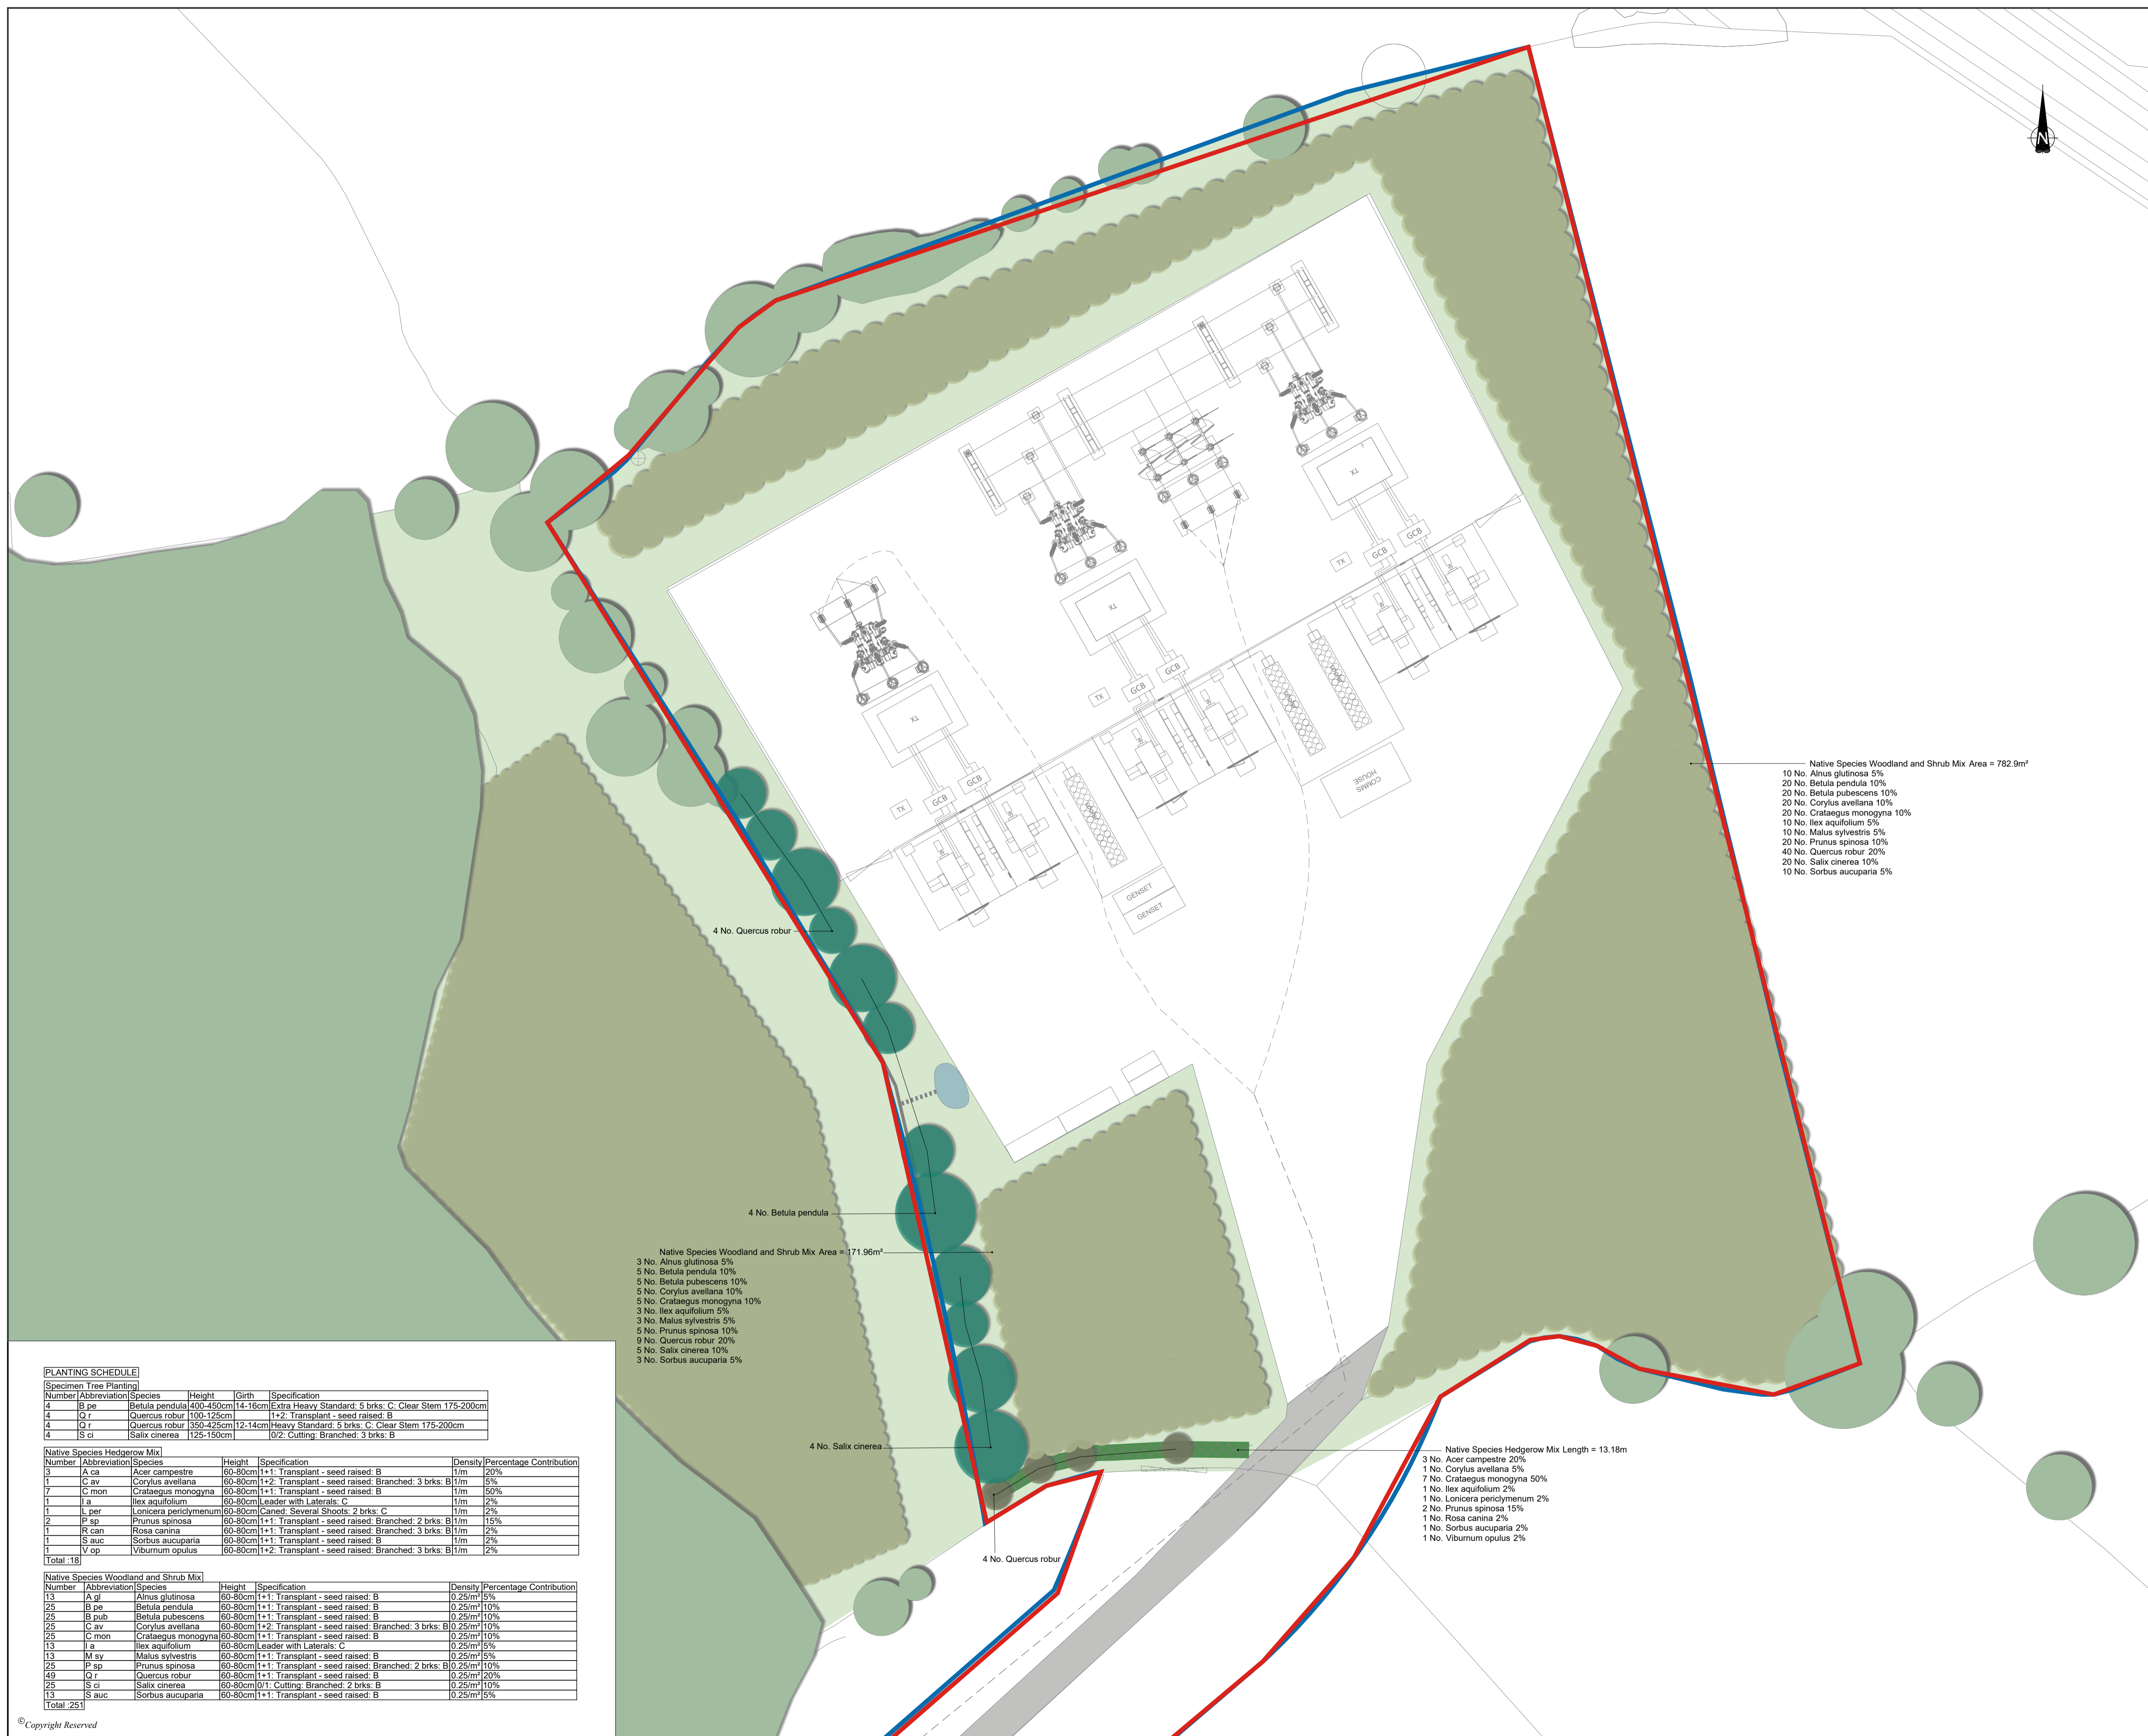 N
TX
TX
TX
GCB
GCB
TX
GCB
GCB
TX
GCB
GCB
TX
COMMS
HOUSE
GENSET
GENSET
Native Species Woodland and Shrub Mix Area = 782.9m²
10 No. Alnus glutinosa 5%
20 No. Betula pendula 10%
20 No. Betula pubescens 10%
20 No. Corylus avellana 10%
20 No. Crataegus monogyna 10%
10 No. Ilex aquifolium 5%
10 No. Malus sylvestris 5%
20 No. Prunus spinosa 10%
40 No. Quercus robur 20%
20 No. Salix cinerea 10%
10 No. Sorbus aucuparia 5%
4 No. Quercus robur
4 No. Betula pendula
Native Species Woodland and Shrub Mix Area = 171.96m²
3 No. Alnus glutinosa 5%
5 No. Betula pendula 10%
5 No. Betula pubescens 10%
5 No. Corylus avellana 10%
5 No. Crataegus monogyna 10%
3 No. Ilex aquifolium 5%
3 No. Malus sylvestris 5%
5 No. Prunus spinosa 10%
9 No. Quercus robur 20%
5 No. Salix cinerea 10%
3 No. Sorbus aucuparia 5%
4 No. Salix cinerea
Native Species Hedgerow Mix Length = 13.18m
3 No. Acer campestre 20%
1 No. Corylus avellana 5%
7 No. Crataegus monogyna 50%
1 No. Ilex aquifolium 2%
1 No. Lonicera periclymenum 2%
2 No. Prunus spinosa 15%
1 No. Rosa canina 2%
1 No. Sorbus aucuparia 2%
1 No. Viburnum opulus 2%
4 No. Quercus robur
PLANTING SCHEDULE
Specimen Tree Planting
Number Abbreviation Species Height Girth Specification
4 B pe Betula pendula 400-450cm 14-16cm Extra Heavy Standard: 5 brks: C: Clear Stem 175-200cm
4 Q r Quercus robur 100-125cm 1+2: Transplant - seed raised: B
4 Q r Quercus robur 350-425cm 12-14cm Heavy Standard: 5 brks: C: Clear Stem 175-200cm
4 S ci Salix cinerea 125-150cm 0/2: Cutting: Branched: 3 brks: B
Native Species Hedgerow Mix
Number Abbreviation Species Height Specification Density Percentage Contribution
3 A ca Acer campestre 60-80cm 1+1: Transplant - seed raised: B 1/m 20%
1 C av Corylus avellana 60-80cm 1+2: Transplant - seed raised: Branched: 3 brks: B 1/m 5%
7 C mon Crataegus monogyna 60-80cm 1+1: Transplant - seed raised: B 1/m 50%
1 I a Ilex aquifolium 60-80cm Leader with Laterals: C 1/m 2%
1 L per Lonicera periclymenum 60-80cm Caned: Several Shoots: 2 brks: C 1/m 2%
2 P sp Prunus spinosa 60-80cm 1+1: Transplant - seed raised: Branched: 2 brks: B 1/m 15%
1 R can Rosa canina 60-80cm 1+1: Transplant - seed raised: Branched: 3 brks: B 1/m 2%
1 S auc Sorbus aucuparia 60-80cm 1+1: Transplant - seed raised: B 1/m 2%
1 V op Viburnum opulus 60-80cm 1+2: Transplant - seed raised: Branched: 3 brks: B 1/m 2%
Total :18
Native Species Woodland and Shrub Mix
Number Abbreviation Species Height Specification Density Percentage Contribution
13 A gl Alnus glutinosa 60-80cm 1+1: Transplant - seed raised: B 0.25/m² 5%
25 B pe Betula pendula 60-80cm 1+1: Transplant - seed raised: B 0.25/m² 10%
25 B pub Betula pubescens 60-80cm 1+1: Transplant - seed raised: B 0.25/m² 10%
25 C av Corylus avellana 60-80cm 1+2: Transplant - seed raised: Branched: 3 brks: B 0.25/m² 10%
25 C mon Crataegus monogyna 60-80cm 1+1: Transplant - seed raised: B 0.25/m² 10%
13 I a Ilex aquifolium 60-80cm Leader with Laterals: C 0.25/m² 5%
13 M sy Malus sylvestris 60-80cm 1+1: Transplant - seed raised: B 0.25/m² 5%
25 P sp Prunus spinosa 60-80cm 1+1: Transplant - seed raised: Branched: 2 brks: B 0.25/m² 10%
49 Q r Quercus robur 60-80cm 1+1: Transplant - seed raised: B 0.25/m² 20%
25 S ci Salix cinerea 60-80cm 0/1: Cutting: Branched: 2 brks: B 0.25/m² 10%
13 S auc Sorbus aucuparia 60-80cm 1+1: Transplant - seed raised: B 0.25/m² 5%
Total :251
©Copyright Reserved